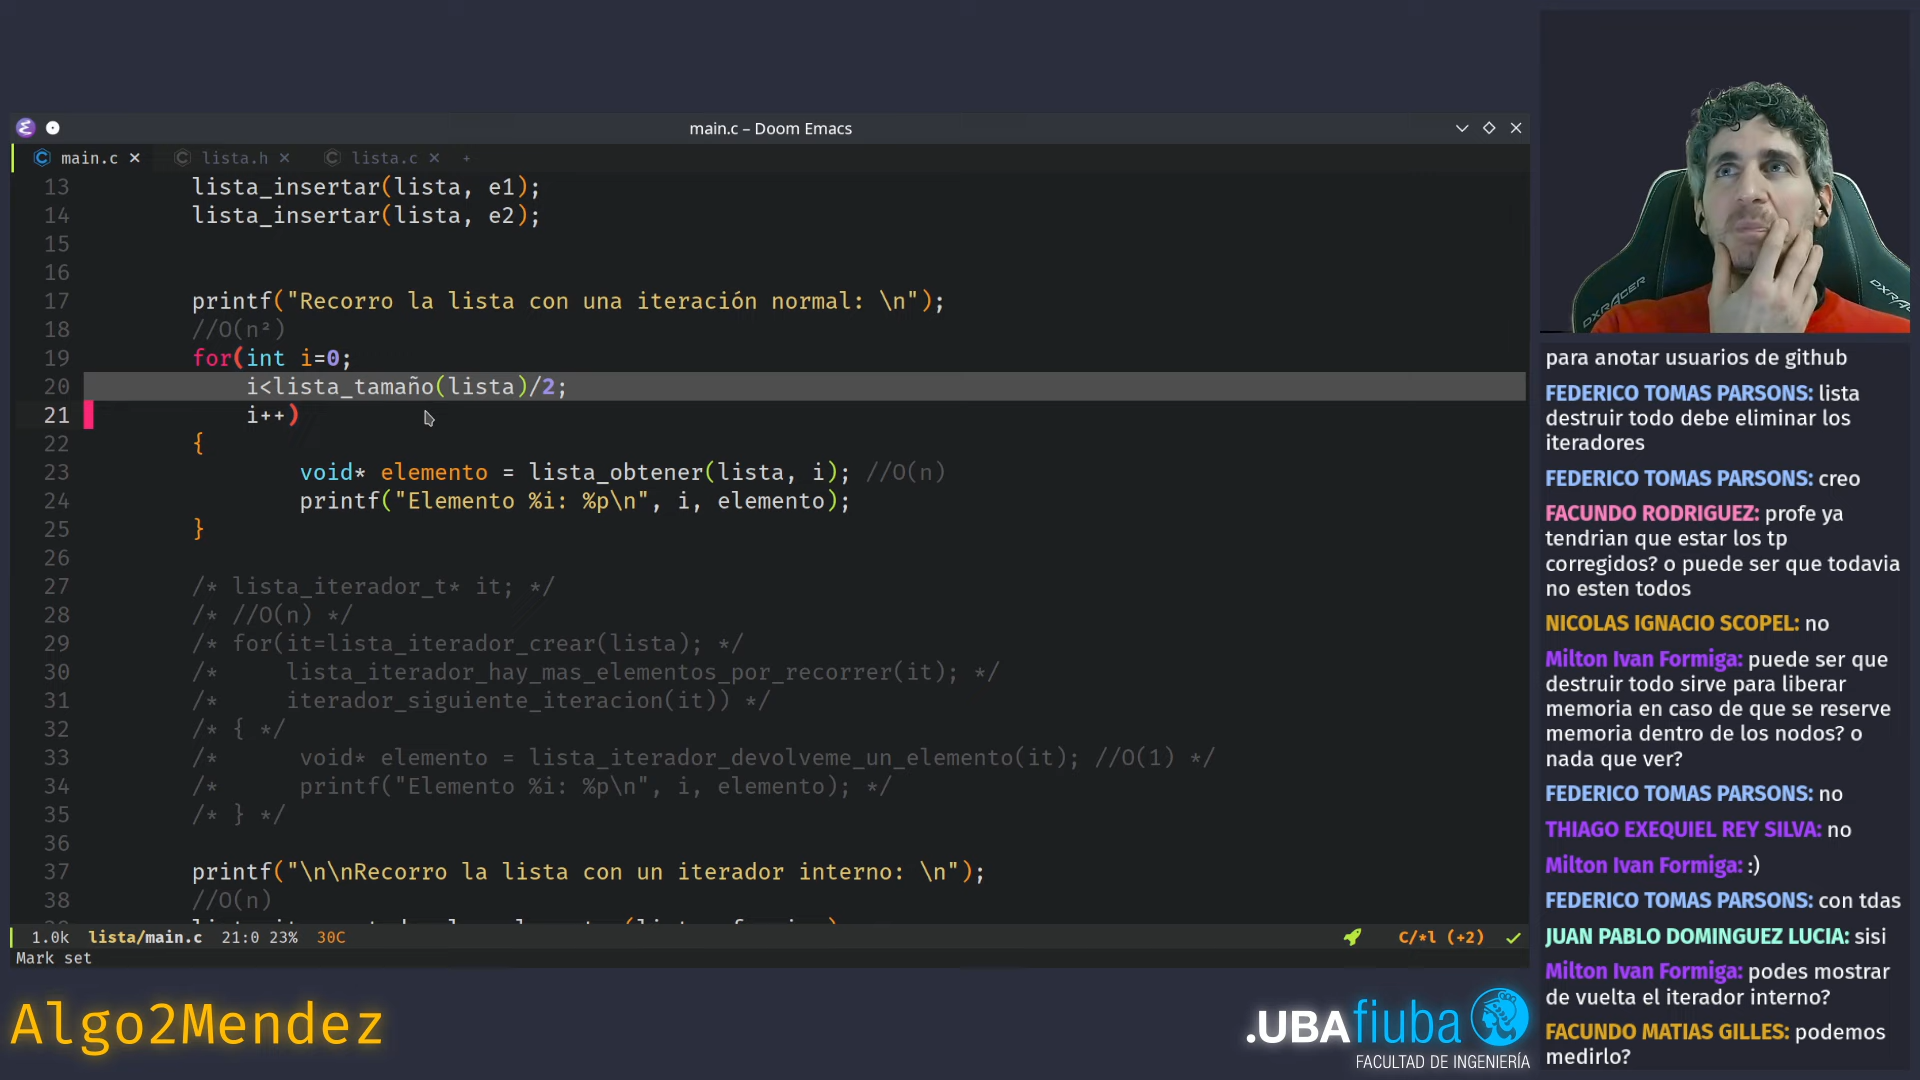 main.c – Doom Emacs
main.c × lista.h × lista.c × +
13 lista_insertar(lista, e1);
14 lista_insertar(lista, e2);
15
16
17 printf("Recorro la lista con una iteración normal: \n");
18 //O(n²)
19 for(int i=0;
20 i<lista_tamaño(lista)/2;
21 i++)
22 {
23 void* elemento = lista_obtener(lista, i); //O(n)
24 printf("Elemento %i: %p\n", i, elemento);
25 }
26
27 /* lista_iterador_t* it; */
28 /* //O(n) */
29 /* for(it=lista_iterador_crear(lista); */
30 /* lista_iterador_hay_mas_elementos_por_recorrer(it); */
31 /* iterador_siguiente_iteracion(it)) */
32 /* { */
33 /* void* elemento = lista_iterador_devolveme_un_elemento(it); //O(1) */
34 /* printf("Elemento %i: %p\n", i, elemento); */
35 /* } */
36
37 printf("\n\nRecorro la lista con un iterador interno: \n");
38 //O(n)
1.0k lista/main.c 21:0 23% 30C C/*l (+2)
Mark set
Algo2Mendez
.UBAfiuba
FACULTAD DE INGENIERÍA
DXRACER
para anotar usuarios de github
FEDERICO TOMAS PARSONS: lista
destruir todo debe eliminar los
iteradores
FEDERICO TOMAS PARSONS: creo
FACUNDO RODRIGUEZ: profe ya
tendrian que estar los tp
corregidos? o puede ser que todavia
no esten todos
NICOLAS IGNACIO SCOPEL: no
Milton Ivan Formiga: puede ser que
destruir todo sirve para liberar
memoria en caso de que se reserve
memoria dentro de los nodos? o
nada que ver?
FEDERICO TOMAS PARSONS: no
THIAGO EXEQUIEL REY SILVA: no
Milton Ivan Formiga: :)
FEDERICO TOMAS PARSONS: con tdas
JUAN PABLO DOMINGUEZ LUCIA: sisi
Milton Ivan Formiga: podes mostrar
de vuelta el iterador interno?
FACUNDO MATIAS GILLES: podemos
medirlo?